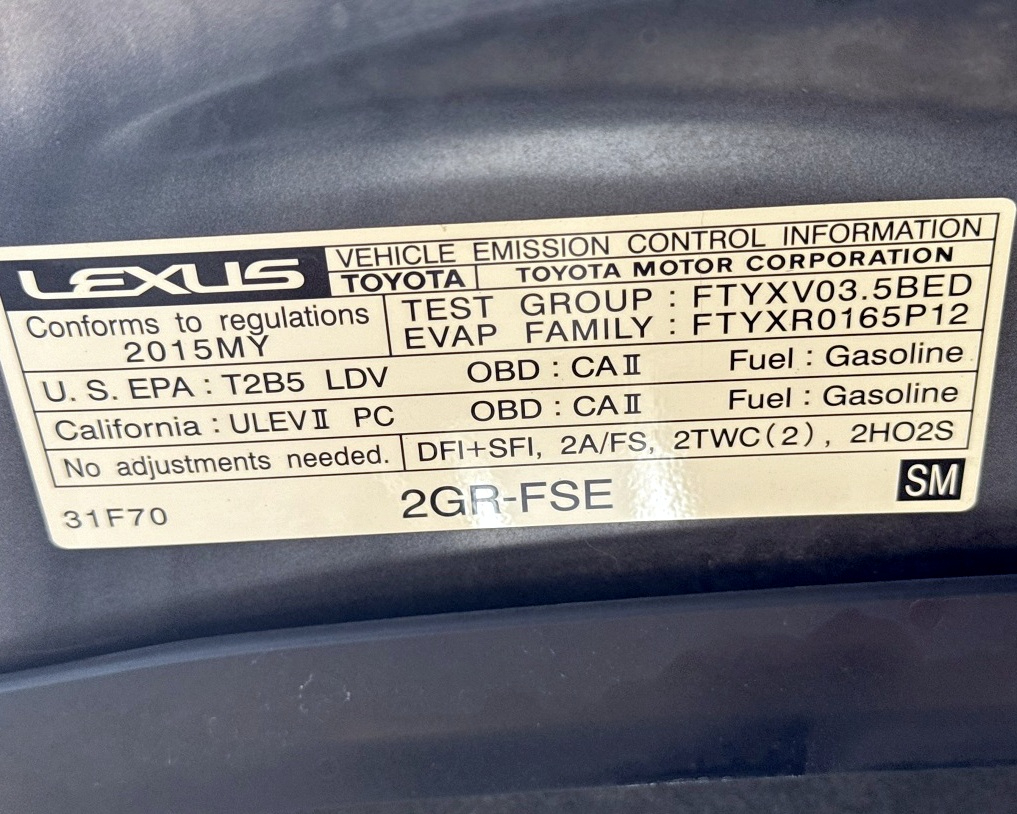 LEXUS VEHICLE EMISSION CONTROL INFORMATION
TOYOTA TOYOTA MOTOR CORPORATION
Conforms to regulations
2015MY
TEST GROUP : FTYXV03.5BED
EVAP FAMILY : FTYXR0165P12
U. S. EPA : T2B5 LDV OBD : CAⅡ Fuel : Gasoline
California : ULEVⅡ PC OBD : CAⅡ Fuel : Gasoline
No adjustments needed. DFI+SFI, 2A/FS, 2TWC(2), 2HO2S
31F70 2GR-FSE SM